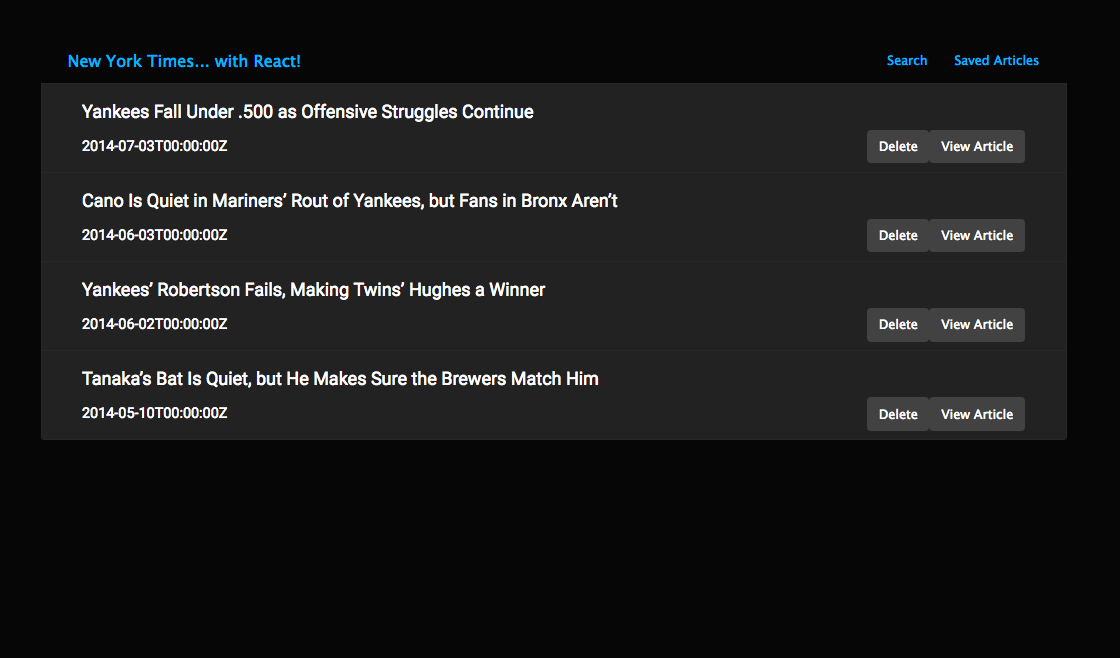 New York Times... with React!
Search
Saved Articles
Yankees Fall Under .500 as Offensive Struggles Continue
2014-07-03T00:00:00Z
Delete
View Article
Cano Is Quiet in Mariners’ Rout of Yankees, but Fans in Bronx Aren’t
2014-06-03T00:00:00Z
Delete
View Article
Yankees’ Robertson Fails, Making Twins’ Hughes a Winner
2014-06-02T00:00:00Z
Delete
View Article
Tanaka’s Bat Is Quiet, but He Makes Sure the Brewers Match Him
2014-05-10T00:00:00Z
Delete
View Article